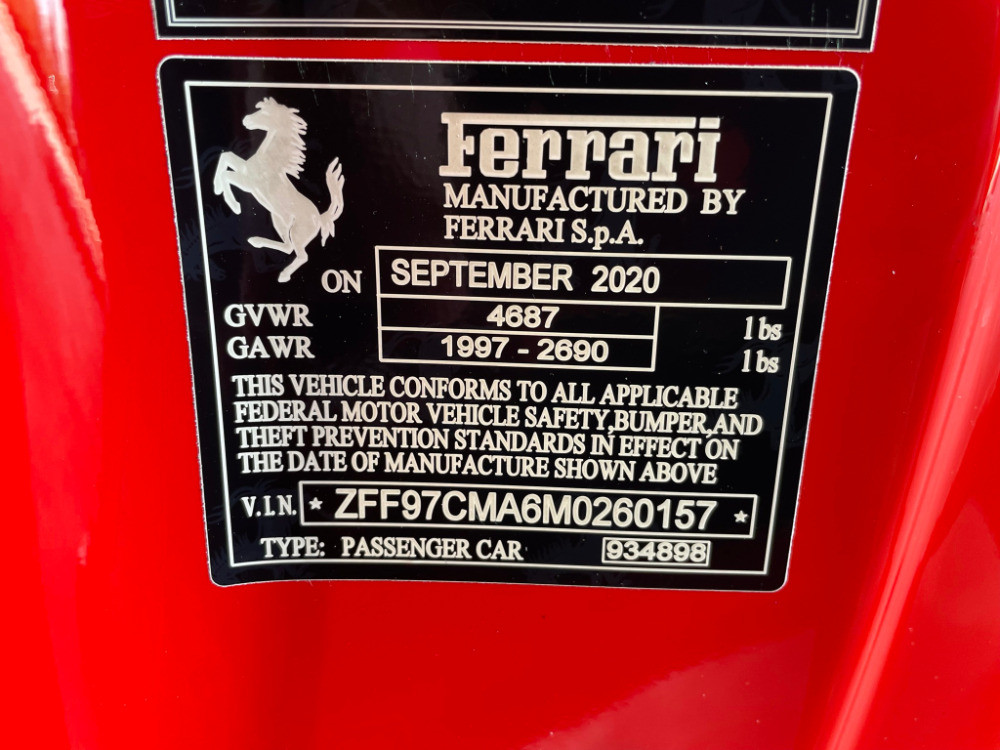 Ferrari
MANUFACTURED BY
FERRARI S.p.A.
ON SEPTEMBER 2020
GVWR 4687 lbs
GAWR 1997 - 2690 lbs
THIS VEHICLE CONFORMS TO ALL APPLICABLE
FEDERAL MOTOR VEHICLE SAFETY,BUMPER,AND
THEFT PREVENTION STANDARDS IN EFFECT ON
THE DATE OF MANUFACTURE SHOWN ABOVE
V.I.N. * ZFF97CMA6M0260157 *
TYPE: PASSENGER CAR 934898